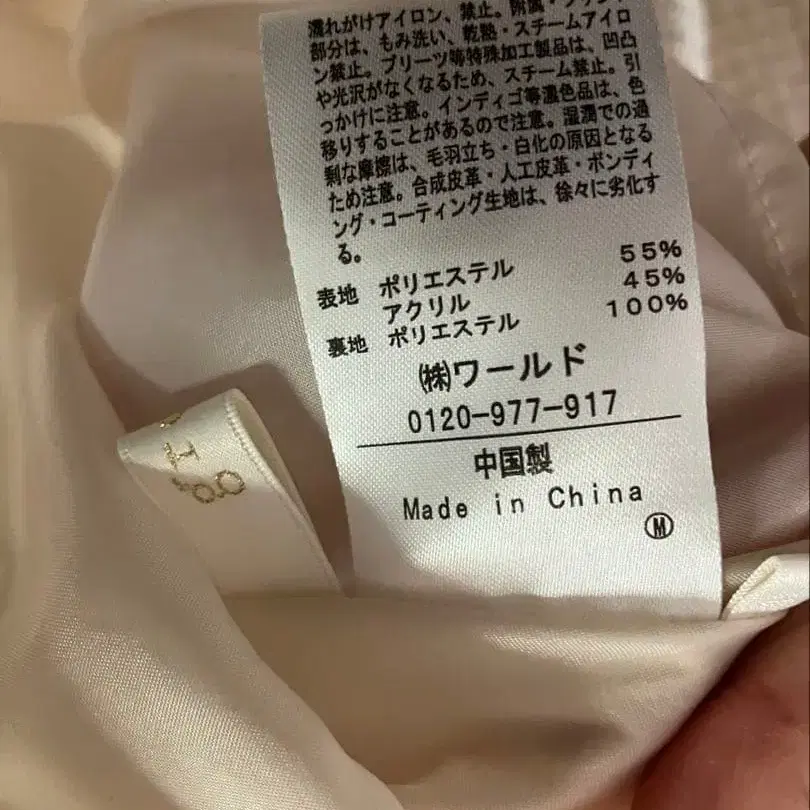 濡れがけアイロン、禁止。附属・プリント
部分は、もみ洗い、乾熱・スチームアイロ
ン禁止。プリーツ等特殊加工製品は、凹凸
や光沢がなくなるため、スチーム禁止。引
っかけに注意。インディゴ等濃色品は、色
移りすることがあるので注意。湿潤での過
剰な摩擦は、毛羽立ち・白化の原因となる
ため注意。合成皮革・人工皮革・ボンディ
ング・コーティング生地は、徐々に劣化す
る。
表地 ポリエステル 55%
アクリル 45%
裏地 ポリエステル 100%
㈱ワールド
0120-977-917
中国製
Made in China
Ⓜ